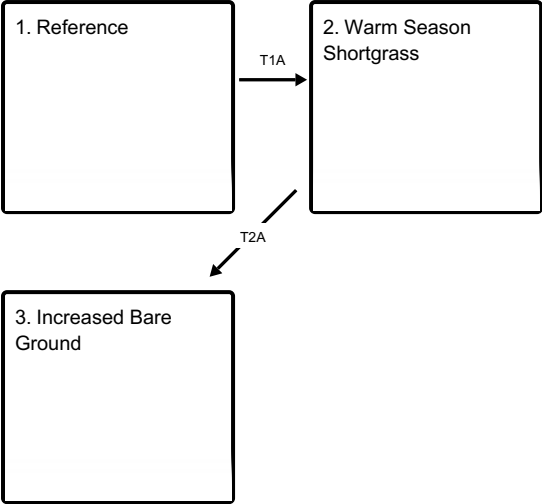 1. Reference
T1A
2. Warm Season
Shortgrass
T2A
3. Increased Bare
Ground